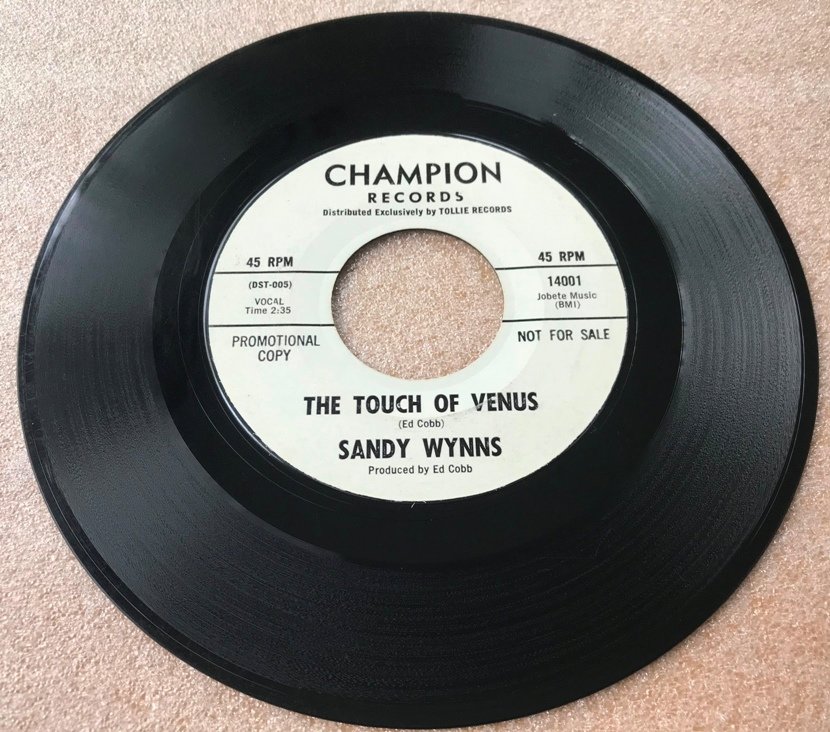 CHAMPION
RECORDS
Distributed Exclusively by TOLLIE RECORDS
45 RPM
(DST-005)
VOCAL
Time 2:35
PROMOTIONAL
COPY
45 RPM
14001
Jobete Music
(BMI)
NOT FOR SALE
THE TOUCH OF VENUS
(Ed Cobb)
SANDY WYNNS
Produced by Ed Cobb